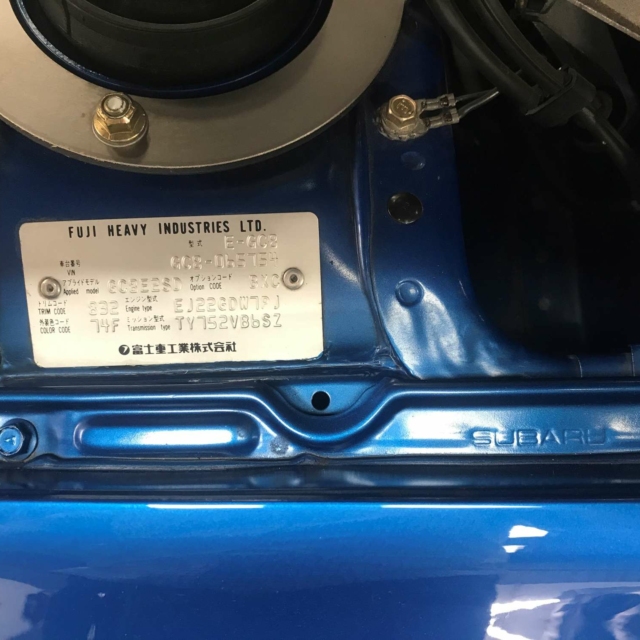 FUJI HEAVY INDUSTRIES LTD.
型式 E-GC8
車台番号
VIN
アプライドモデル
Applied model
オプションコード
Option CODE
トリムコード
TRIM CODE 232
エンジン型式
Engine type
外装色コード
COLOR CODE 74F
ミッション型式
Transmission type TY752VB6SZ
富士重工業株式会社
SUBARU